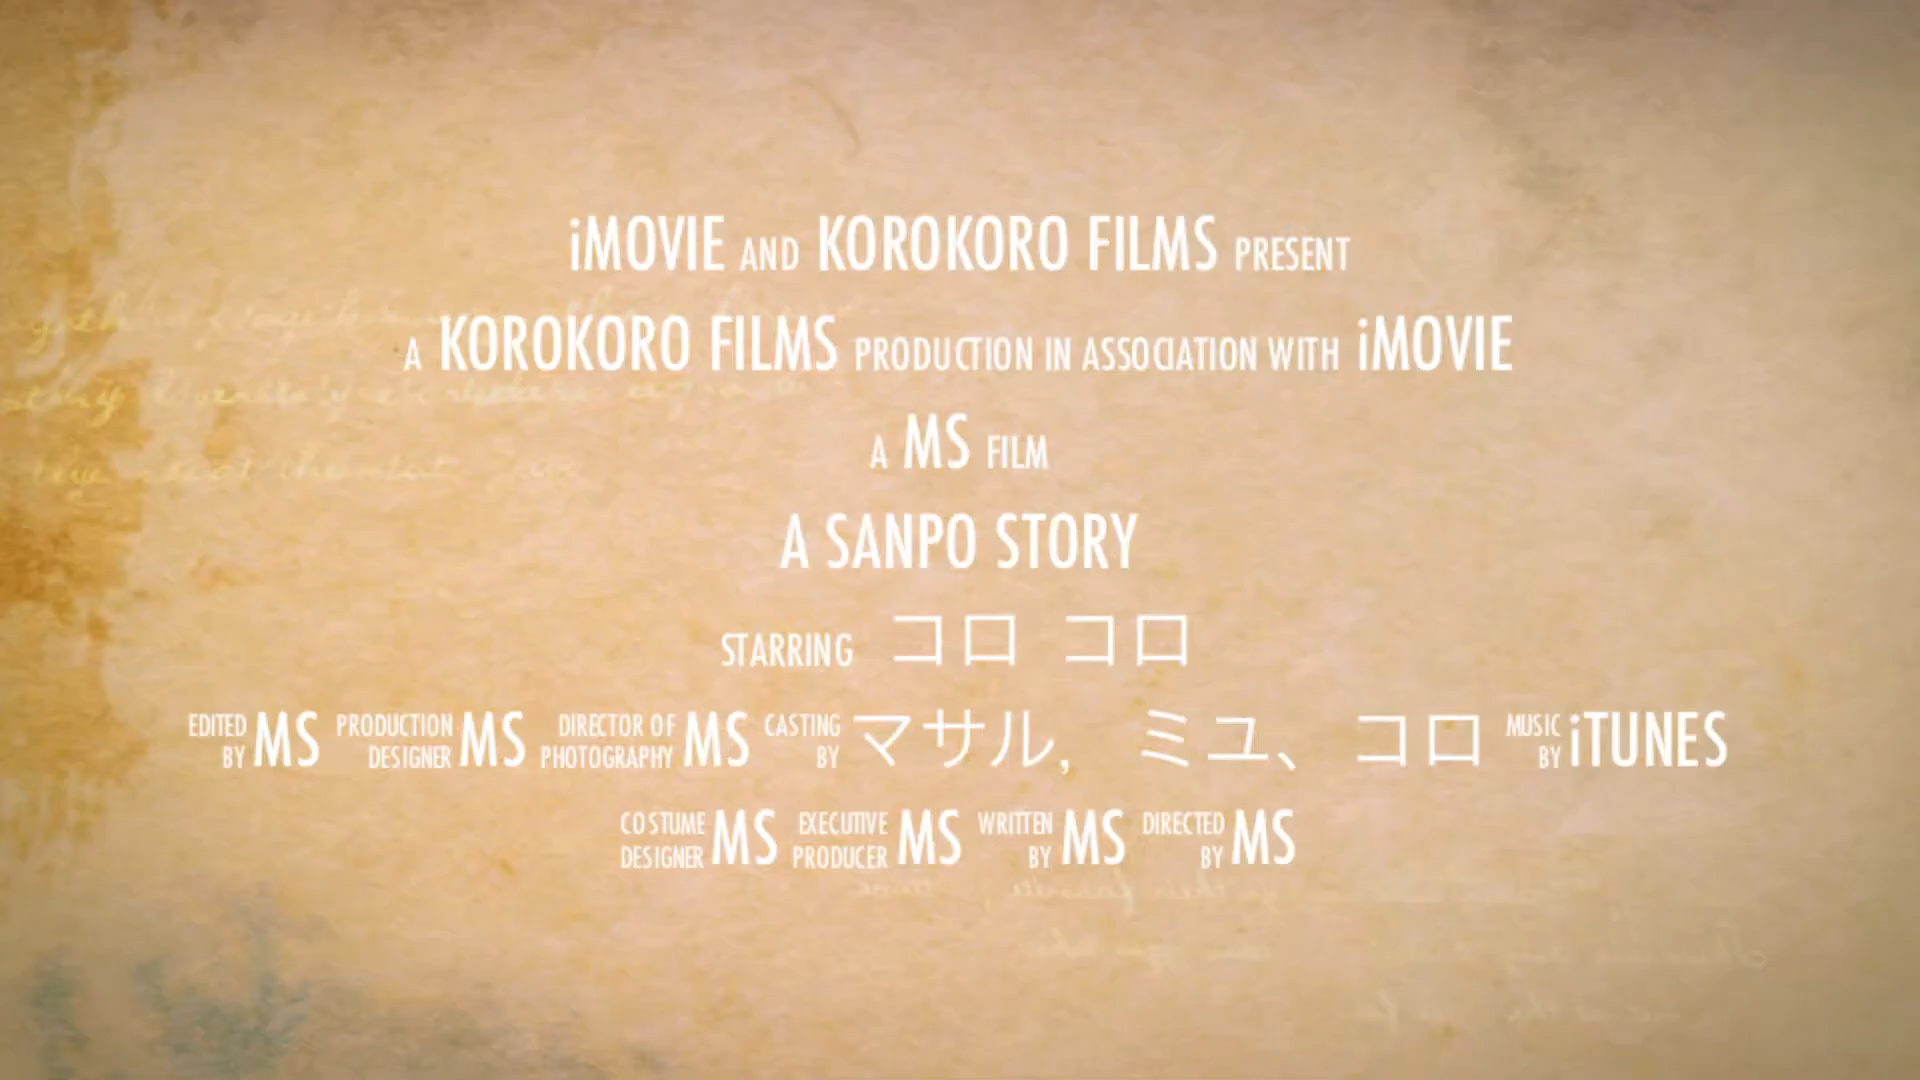 iMOVIE AND KOROKORO FILMS PRESENT
A KOROKORO FILMS PRODUCTION IN ASSOCIATION WITH iMOVIE
A MS FILM
A SANPO STORY
STARRING コロ コロ
EDITED BY MS PRODUCTION DESIGNER MS DIRECTOR OF PHOTOGRAPHY MS CASTING BY マサル, ミユ、 コロ MUSIC BY iTUNES
COSTUME DESIGNER MS EXECUTIVE PRODUCER MS WRITTEN BY MS DIRECTED BY MS